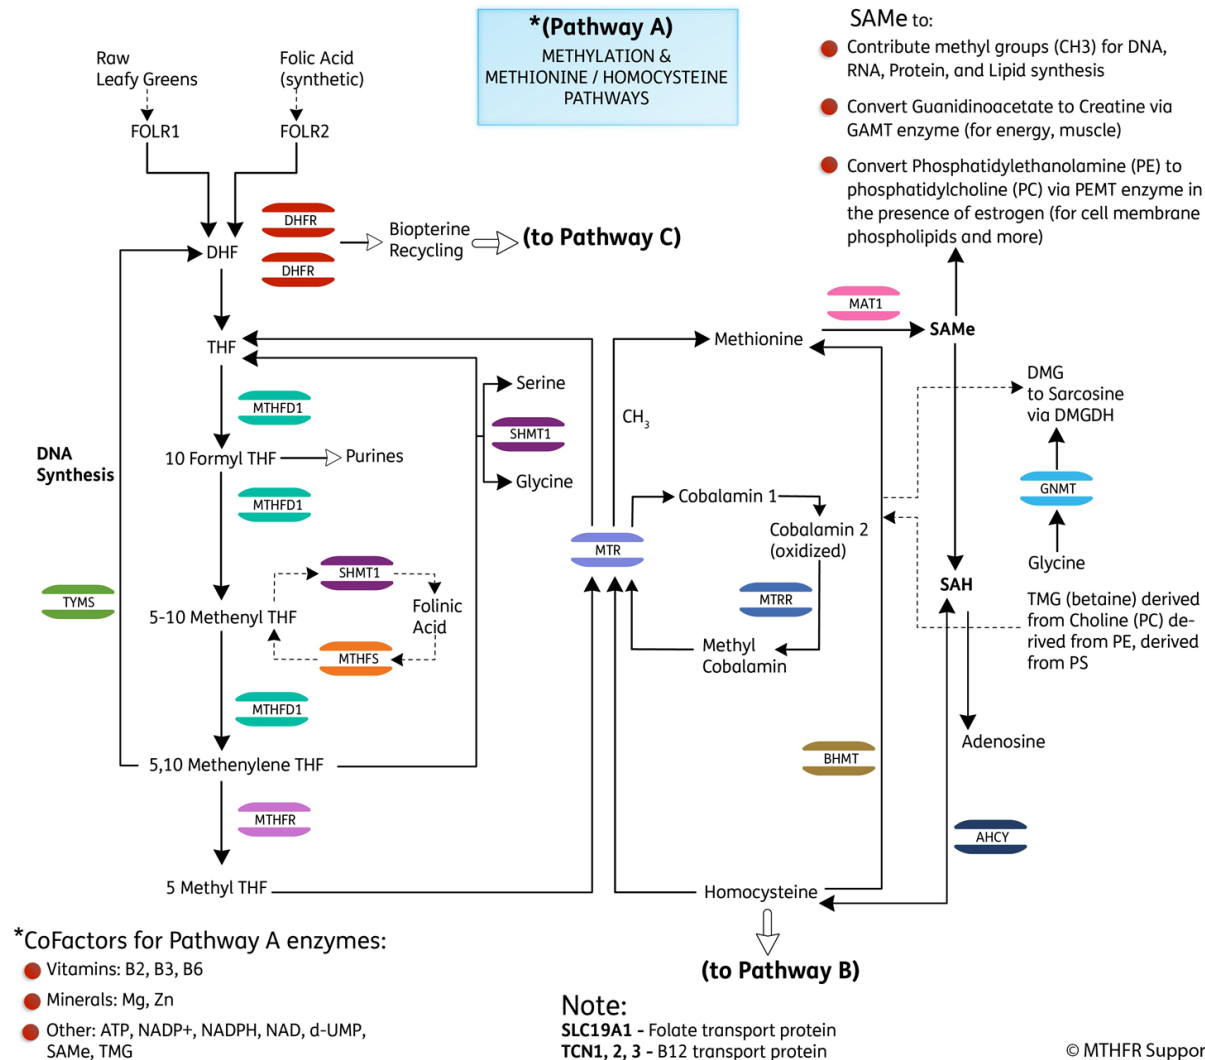 *(Pathway A)
METHYLATION &
METHIONINE / HOMOCYSTEINE
PATHWAYS
SAMe to:
Contribute methyl groups (CH3) for DNA,
RNA, Protein, and Lipid synthesis
Convert Guanidinoacetate to Creatine via
GAMT enzyme (for energy, muscle)
Convert Phosphatidylethanolamine (PE) to
phosphatidylcholine (PC) via PEMT enzyme in
the presence of estrogen (for cell membrane
phospholipids and more)
Raw
Leafy Greens
Folic Acid
(synthetic)
FOLR1
FOLR2
DHFR
DHFR
DHF
Biopterine
Recycling
(to Pathway C)
THF
MTHFD1
10 Formyl THF
Purines
MTHFD1
DNA
Synthesis
TYMS
Serine
SHMT1
Glycine
SHMT1
5-10 Methenyl THF
Folinic
Acid
MTHFS
MTHFD1
5,10 Methenylene THF
MTHFR
5 Methyl THF
MTR
CH3
Methionine
MAT1
SAMe
Cobalamin 1
Cobalamin 2
(oxidized)
MTRR
Methyl
Cobalamin
BHMT
Homocysteine
(to Pathway B)
DMG
to Sarcosine
via DMGDH
GNMT
Glycine
SAH
TMG (betaine) derived
from Choline (PC) de-
rived from PE, derived
from PS
Adenosine
AHCY
*CoFactors for Pathway A enzymes:
Vitamins: B2, B3, B6
Minerals: Mg, Zn
Other: ATP, NADP+, NADPH, NAD, d-UMP,
SAMe, TMG
Note:
SLC19A1 - Folate transport protein
TCN1, 2, 3 - B12 transport protein
© MTHFR Suppor